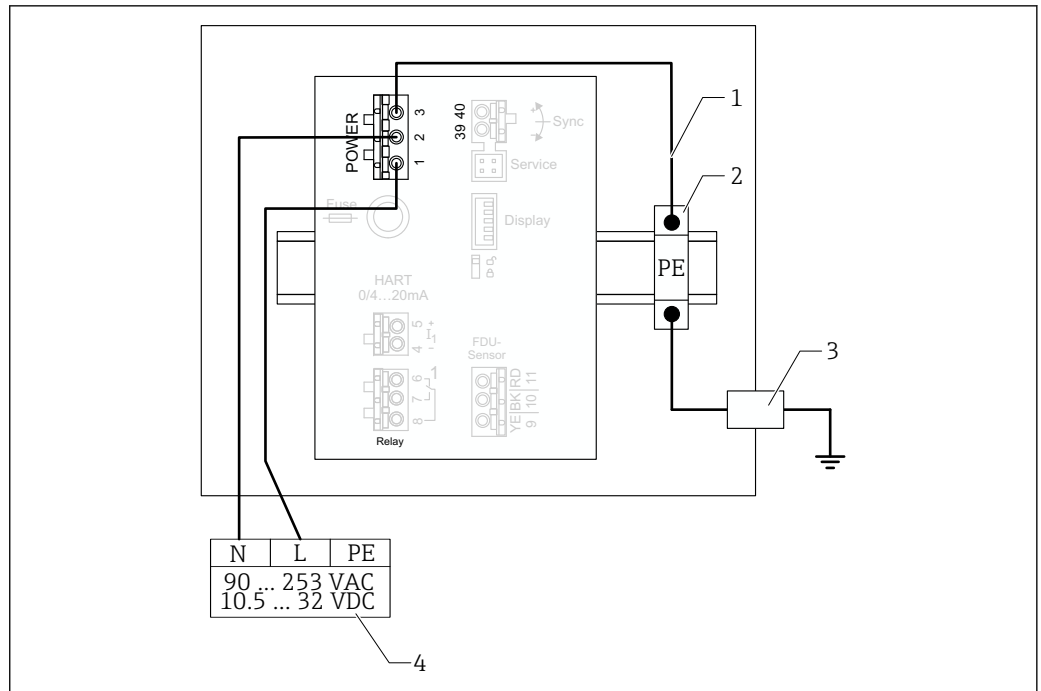 POWER
3
2
1
39 40
Sync
+
-
Service
Fuse
Display
HART
0/4...20mA
5 +
4 -
I1
FDU-
Sensor
6
7
8
1
RD 11
BK 10
YE 9
Relay
PE
1
2
3
N L PE
90 ... 253 VAC
10.5 ... 32 VDC
4